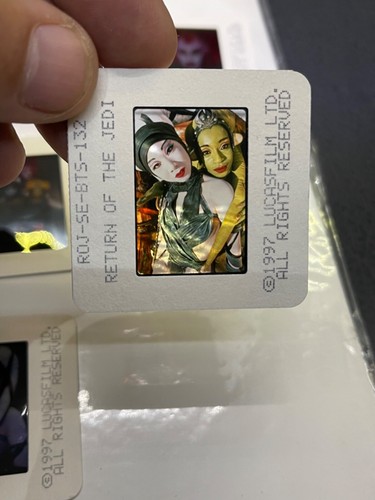 ROJ-SE-BTS-132
RETURN OF THE JEDI
©1997 LUCASFILM LTD.
ALL RIGHTS RESERVED
©1997 LUCASFILM LTD.
ALL RIGHTS RESERVED